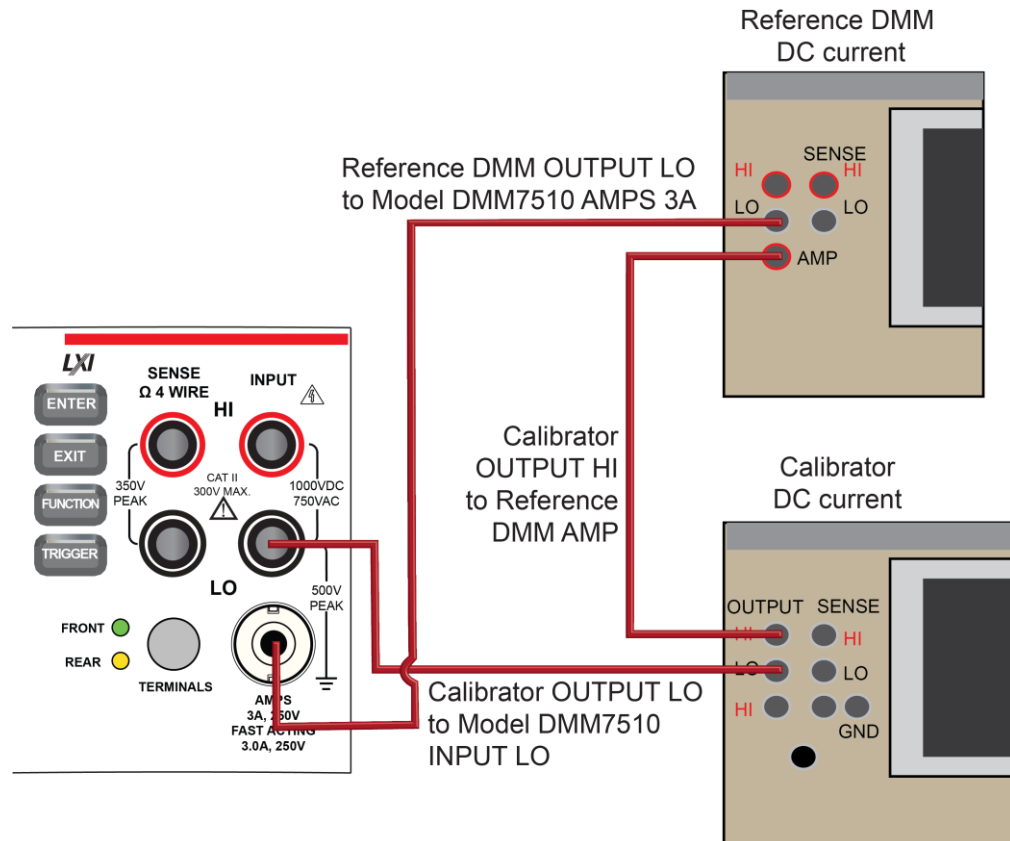 Reference DMM
DC current
SENSE
HI
HI
LO
LO
AMP
Reference DMM OUTPUT LO
to Model DMM7510 AMPS 3A
LXI
ENTER
EXIT
FUNCTION
TRIGGER
SENSE
Ω 4 WIRE
INPUT
HI
350V
PEAK
CAT II
300V MAX.
1000VDC
750VAC
LO
500V
PEAK
FRONT
REAR
TERMINALS
AMPS
3A, 250V
FAST ACTING
3.0A, 250V
Calibrator
OUTPUT HI
to Reference
DMM AMP
Calibrator OUTPUT LO
to Model DMM7510
INPUT LO
Calibrator
DC current
OUTPUT
SENSE
HI
HI
LO
LO
HI
GND